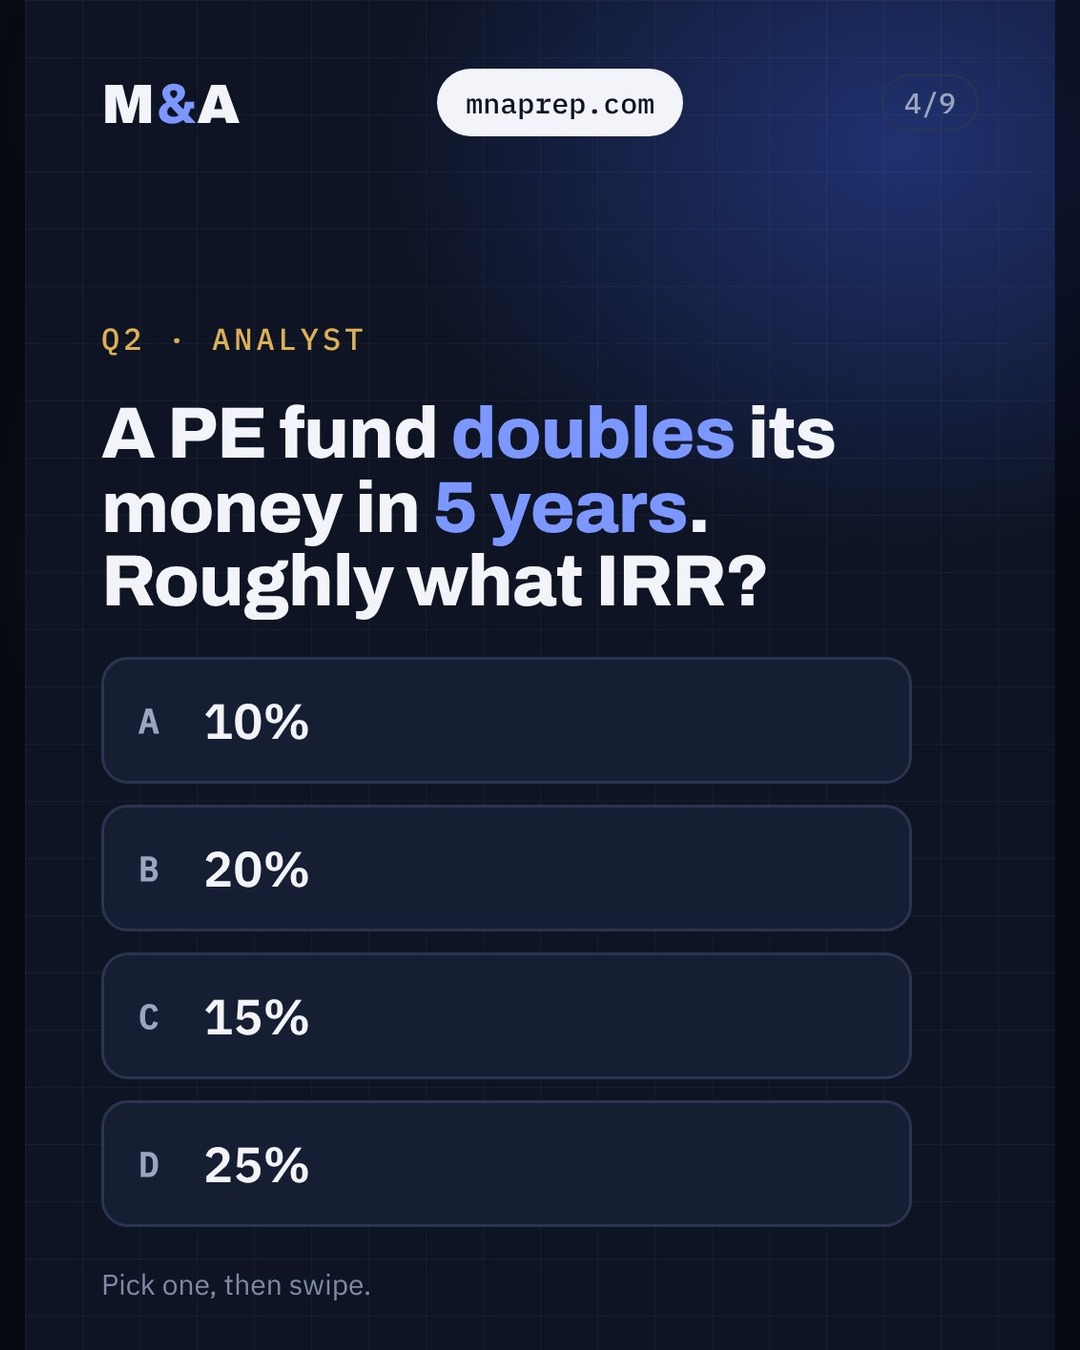 M&A
mnaprep.com
4/9
Q2 · ANALYST
A PE fund doubles its
money in 5 years.
Roughly what IRR?
A 10%
B 20%
C 15%
D 25%
Pick one, then swipe.